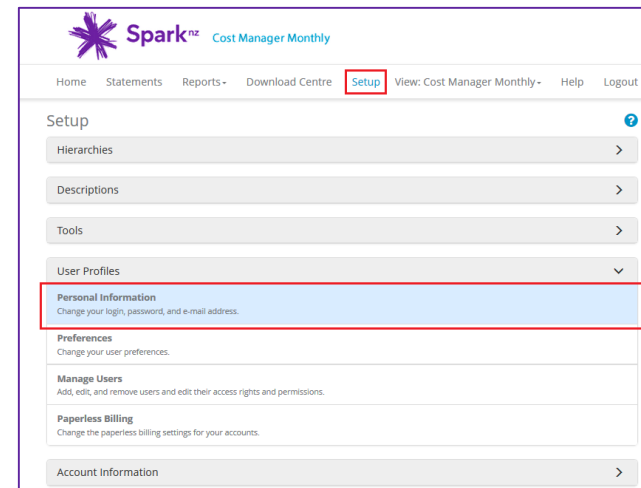 Spark nz Cost Manager Monthly
Home Statements Reports Download Centre Setup View: Cost Manager Monthly Help Logout
Setup ?
Hierarchies
Descriptions
Tools
User Profiles
Personal Information
Change your login, password, and e-mail address.
Preferences
Change your user preferences.
Manage Users
Add, edit, and remove users and edit their access rights and permissions.
Paperless Billing
Change the paperless billing settings for your accounts.
Account Information